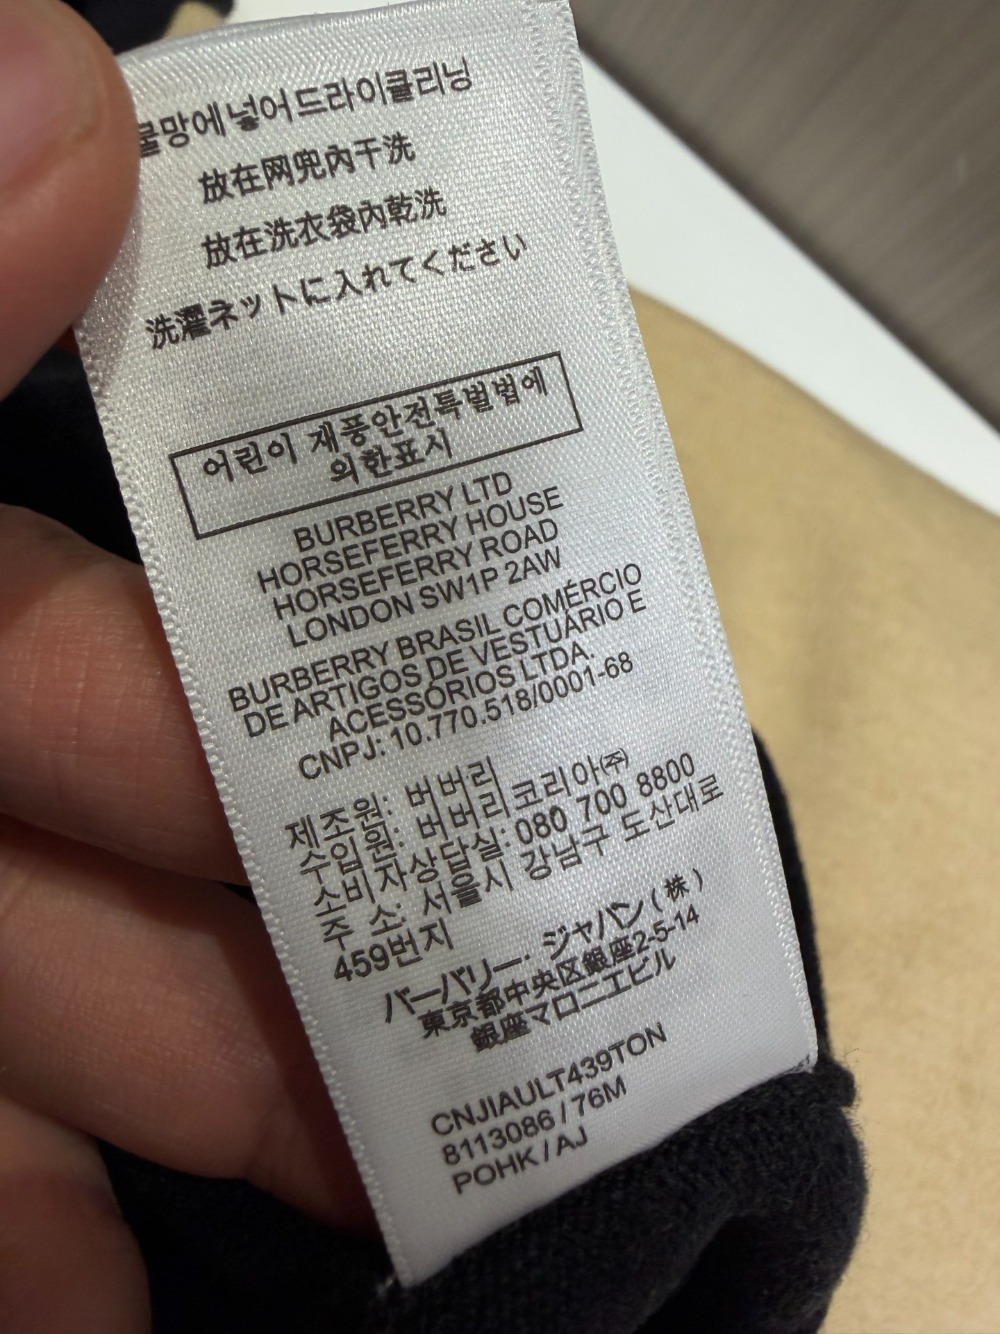 물망에넣어드라이클리닝
放在网兜內干洗
放在洗衣袋內乾洗
洗濯ネットに入れてください
어린이 제품안전특별법에
의한표시
BURBERRY LTD
HORSEFERRY HOUSE
HORSEFERRY ROAD
LONDON SW1P 2AW
BURBERRY BRASIL COMÉRCIO
DE ARTIGOS DE VESTUÁRIO E
ACESSÓRIOS LTDA
CNPJ: 10.770.518/0001-68
제조원: 버버리
수입원: 버버리코리아㈜
소비자상담실: 080 700 8800
주 소: 서울시 강남구 도산대로
459번지
バーバリー・ジャパン(株)
東京都中央区銀座2-5-14
銀座マロニエビル
CNJIAULT439TON
8113086 / 76M
POHK / AJ